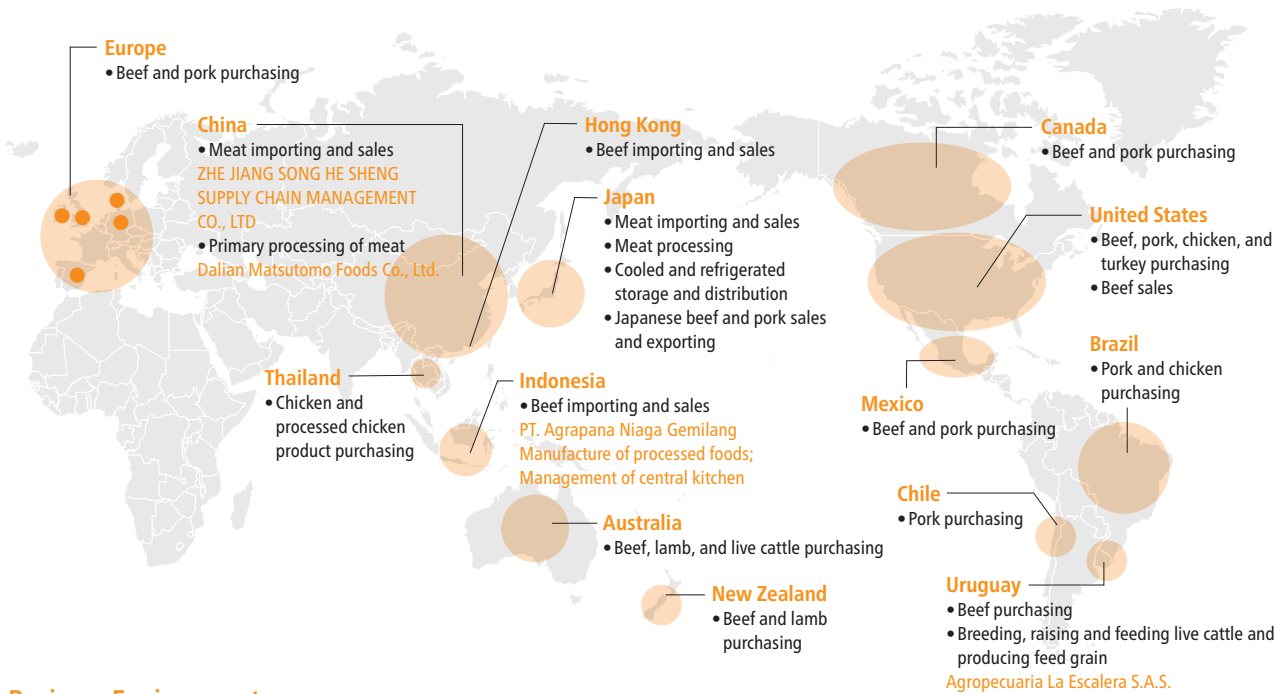 Europe
• Beef and pork purchasing
China
• Meat importing and sales
ZHE JIANG SONG HE SHENG
SUPPLY CHAIN MANAGEMENT
CO., LTD
• Primary processing of meat
Dalian Matsutomo Foods Co., Ltd.
Hong Kong
• Beef importing and sales
Japan
• Meat importing and sales
• Meat processing
• Cooled and refrigerated
storage and distribution
• Japanese beef and pork sales
and exporting
Canada
• Beef and pork purchasing
United States
• Beef, pork, chicken, and
turkey purchasing
• Beef sales
Brazil
• Pork and chicken
purchasing
Mexico
• Beef and pork purchasing
Thailand
• Chicken and
processed chicken
product purchasing
Indonesia
• Beef importing and sales
PT. Agrapana Niaga Gemilang
Manufacture of processed foods;
Management of central kitchen
Chile
• Pork purchasing
Australia
• Beef, lamb, and live cattle purchasing
New Zealand
• Beef and lamb
purchasing
Uruguay
• Beef purchasing
• Breeding, raising and feeding live cattle and
producing feed grain
Agropecuaria La Escalera S.A.S.